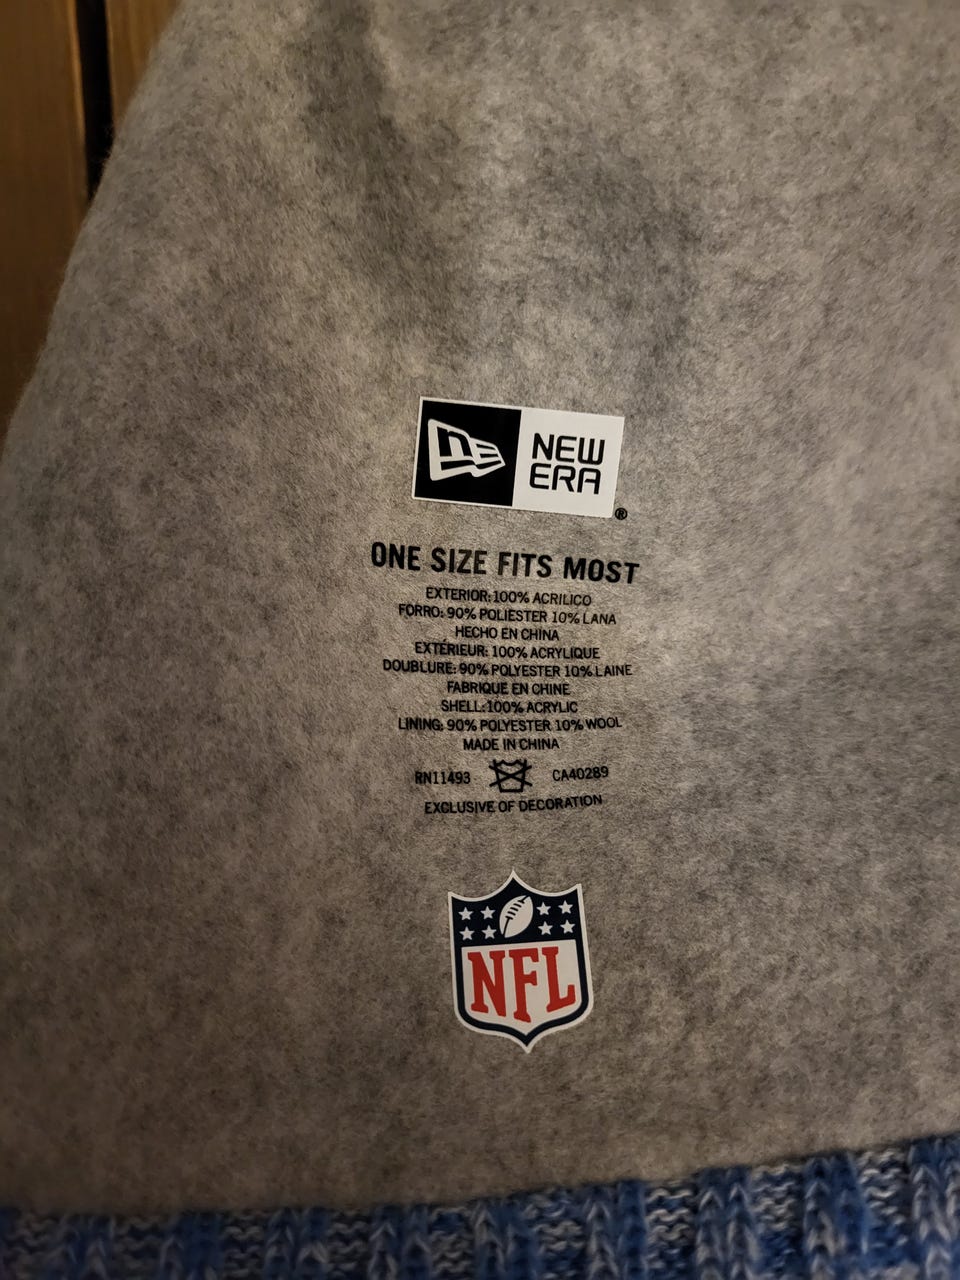 NE NEW
ERA
®
ONE SIZE FITS MOST
EXTERIOR: 100% ACRILICO
FORRO: 90% POLIESTER 10% LANA
HECHO EN CHINA
EXTÉRIEUR: 100% ACRYLIQUE
DOUBLURE: 90% POLYESTER 10% LAINE
FABRIQUE EN CHINE
SHELL: 100% ACRYLIC
LINING: 90% POLYESTER 10% WOOL
MADE IN CHINA
RN11493 CA40289
EXCLUSIVE OF DECORATION
NFL